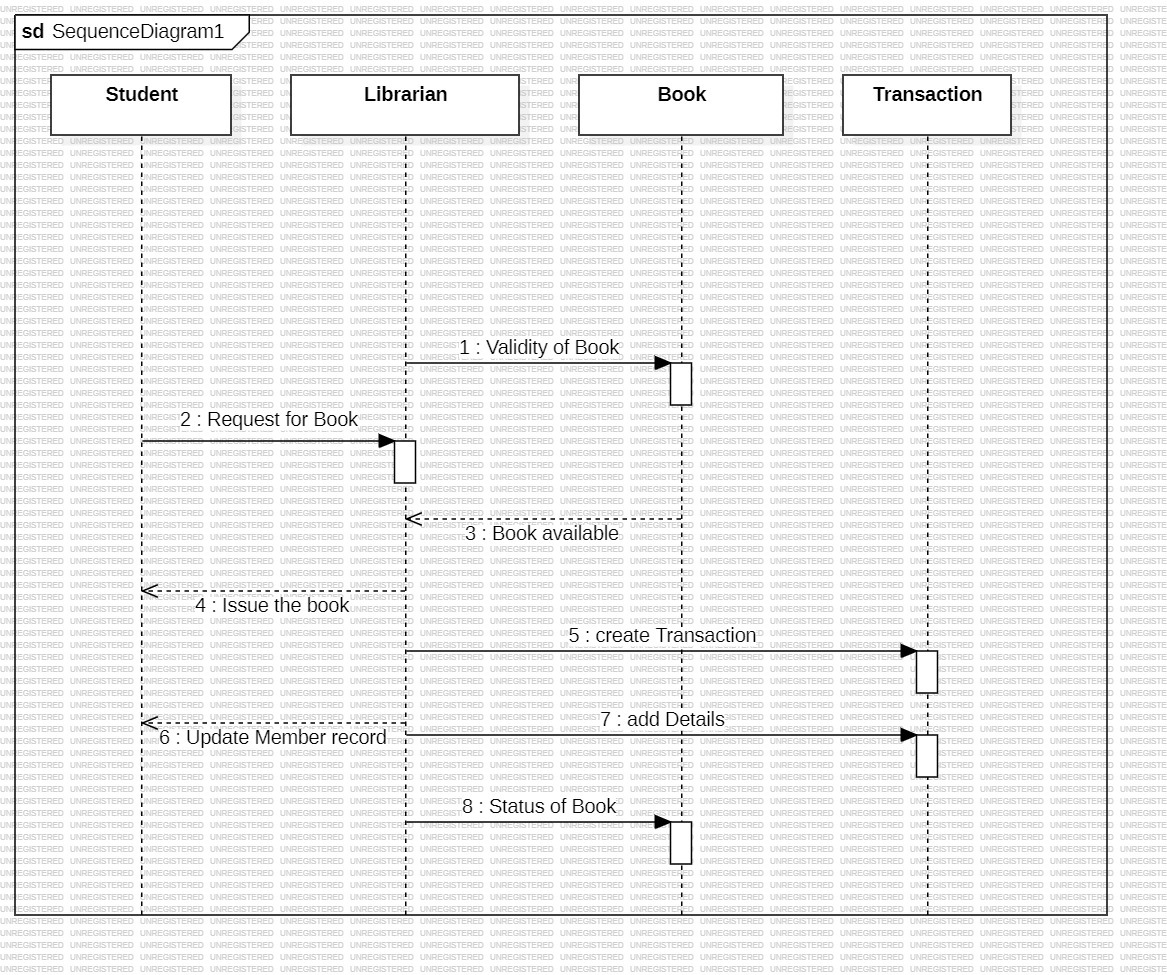 sd SequenceDiagram1
Student
Librarian
Book
Transaction
1 : Validity of Book
2 : Request for Book
3 : Book available
4 : Issue the book
5 : create Transaction
7 : add Details
6 : Update Member record
8 : Status of Book
UNREGISTERED